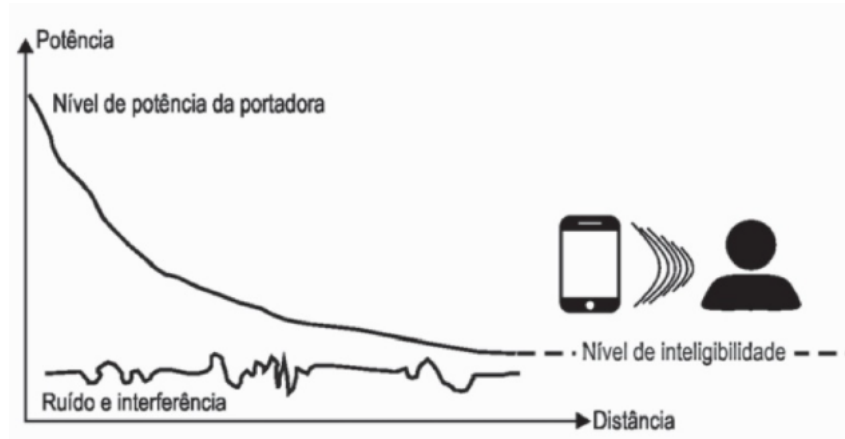 Potência
Nível de potência da portadora
Nível de inteligibilidade
Ruído e interferência
Distância